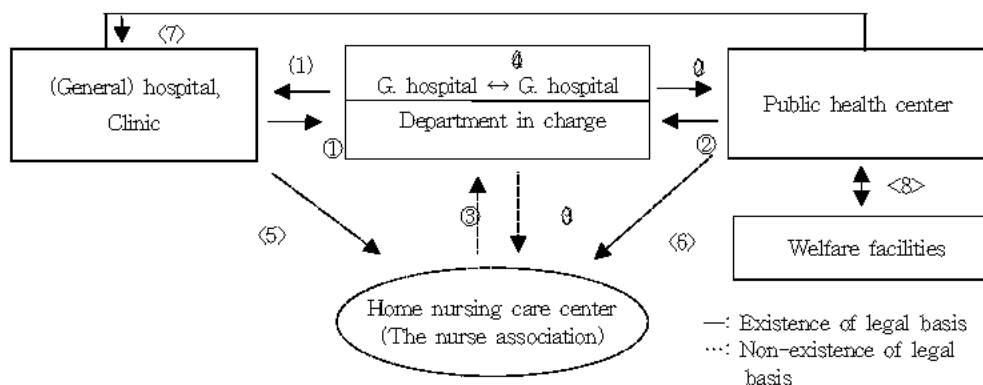 〈7〉
(General) hospital,
Clinic
(1)
G. hospital ↔ G. hospital
Department in charge
Public health center
①
②
③
〈5〉
〈6〉
<8>
Welfare facilities
Home nursing care center
(The nurse association)
―: Existence of legal basis
⋯: Non-existence of legal
basis